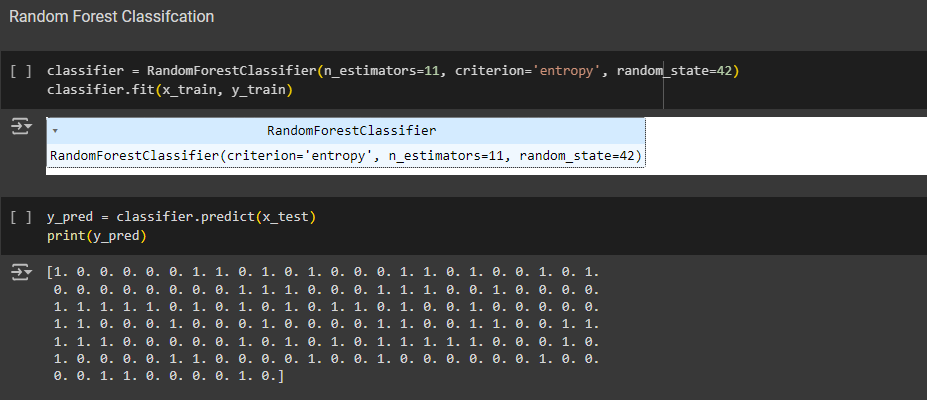 Random Forest Classifcation
[ ] classifier = RandomForestClassifier(n_estimators=11, criterion='entropy', random_state=42)
classifier.fit(x_train, y_train)
RandomForestClassifier
RandomForestClassifier(criterion='entropy', n_estimators=11, random_state=42)
[ ] y_pred = classifier.predict(x_test)
print(y_pred)
[1. 0. 0. 0. 0. 0. 1. 1. 0. 1. 0. 1. 0. 0. 0. 1. 1. 0. 1. 0. 0. 1. 0. 1.
0. 0. 0. 0. 0. 0. 0. 0. 1. 1. 1. 0. 0. 0. 1. 1. 1. 0. 0. 1. 0. 0. 0. 0.
1. 1. 1. 1. 1. 0. 1. 0. 1. 0. 0. 1. 1. 0. 1. 0. 1. 0. 1. 0. 0. 0. 0. 0.
1. 1. 0. 0. 0. 1. 0. 0. 0. 1. 0. 0. 0. 0. 1. 1. 0. 0. 1. 1. 0. 0. 1. 1.
1. 1. 1. 0. 0. 0. 0. 1. 0. 1. 0. 1. 0. 1. 1. 1. 1. 1. 1. 0. 0. 0. 1. 0.
1. 0. 0. 0. 0. 1. 1. 0. 0. 0. 0. 1. 0. 0. 1. 0. 0. 0. 0. 0. 0. 1. 0. 0.
0. 0. 1. 1. 0. 0. 0. 0. 1. 0.]